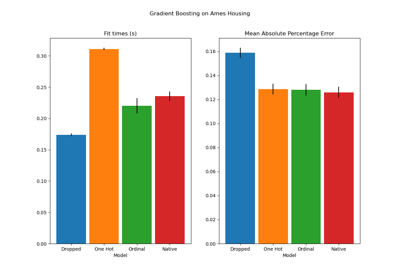 Gradient Boosting on Ames Housing
Fit times (s)
0.30
0.25
0.20
0.15
0.10
0.05
0.00
Dropped One Hot Ordinal Native
Model
Mean Absolute Percentage Error
0.16
0.14
0.12
0.10
0.08
0.06
0.04
0.02
0.00
Dropped One Hot Ordinal Native
Model